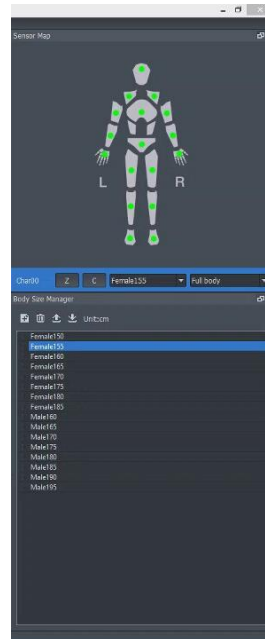 Sensor Map
L R
Char00 Z C Female155 Full body
Body Size Manager
Unit:cm
Female150
Female155
Female160
Female165
Female170
Female175
Female180
Female185
Male160
Male165
Male170
Male175
Male180
Male185
Male190
Male195